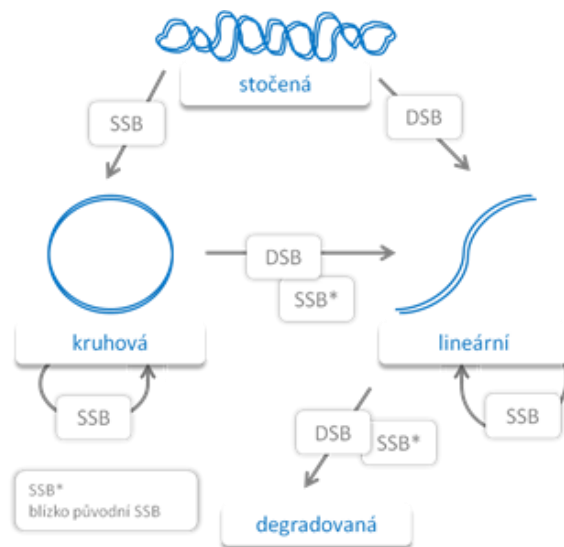 stočená
SSB
DSB
DSB
SSB*
kruhová
lineární
SSB
SSB
DSB
SSB*
SSB*
blízko původní SSB
degradovaná